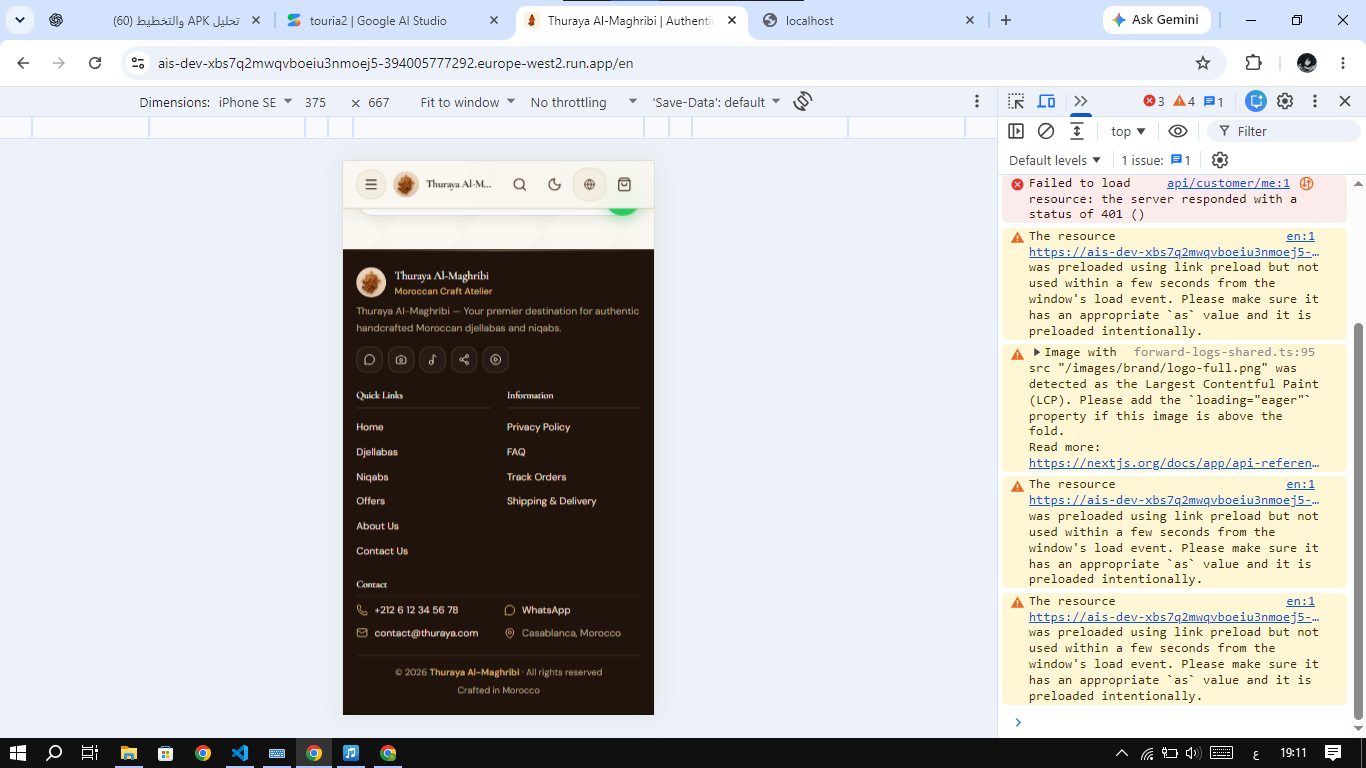 تحليل APK والتخطيط (60)
touria2 | Google AI Studio
Thuraya Al-Maghribi | Authentic
localhost
Ask Gemini
ais-dev-xbs7q2mwqvboeiu3nmoej5-394005777292.europe-west2.run.app/en
Dimensions: iPhone SE 375 × 667 Fit to window No throttling 'Save-Data': default
3 4 1
top Filter
Default levels 1 issue: 1
Thuraya Al-M...
Thuraya Al-Maghribi
Moroccan Craft Atelier
Thuraya Al-Maghribi — Your premier destination for authentic
handcrafted Moroccan djellabas and niqabs.
Quick Links Information
Home Privacy Policy
Djellabas FAQ
Niqabs Track Orders
Offers Shipping & Delivery
About Us
Contact Us
Contact
+212 6 12 34 56 78 WhatsApp
contact@thuraya.com Casablanca, Morocco
© 2026 Thuraya Al-Maghribi · All rights reserved
Crafted in Morocco
Failed to load api/customer/me:1
resource: the server responded with a
status of 401 ()
The resource en:1
https://ais-dev-xbs7q2mwqvboeiu3nmoej5-…
was preloaded using link preload but not
used within a few seconds from the
window's load event. Please make sure it
has an appropriate `as` value and it is
preloaded intentionally.
Image with forward-logs-shared.ts:95
src "/images/brand/logo-full.png" was
detected as the Largest Contentful Paint
(LCP). Please add the `loading="eager"`
property if this image is above the
fold.
Read more:
https://nextjs.org/docs/app/api-referen…
The resource en:1
https://ais-dev-xbs7q2mwqvboeiu3nmoej5-…
was preloaded using link preload but not
used within a few seconds from the
window's load event. Please make sure it
has an appropriate `as` value and it is
preloaded intentionally.
The resource en:1
https://ais-dev-xbs7q2mwqvboeiu3nmoej5-…
was preloaded using link preload but not
used within a few seconds from the
window's load event. Please make sure it
has an appropriate `as` value and it is
preloaded intentionally.
ع 19:11